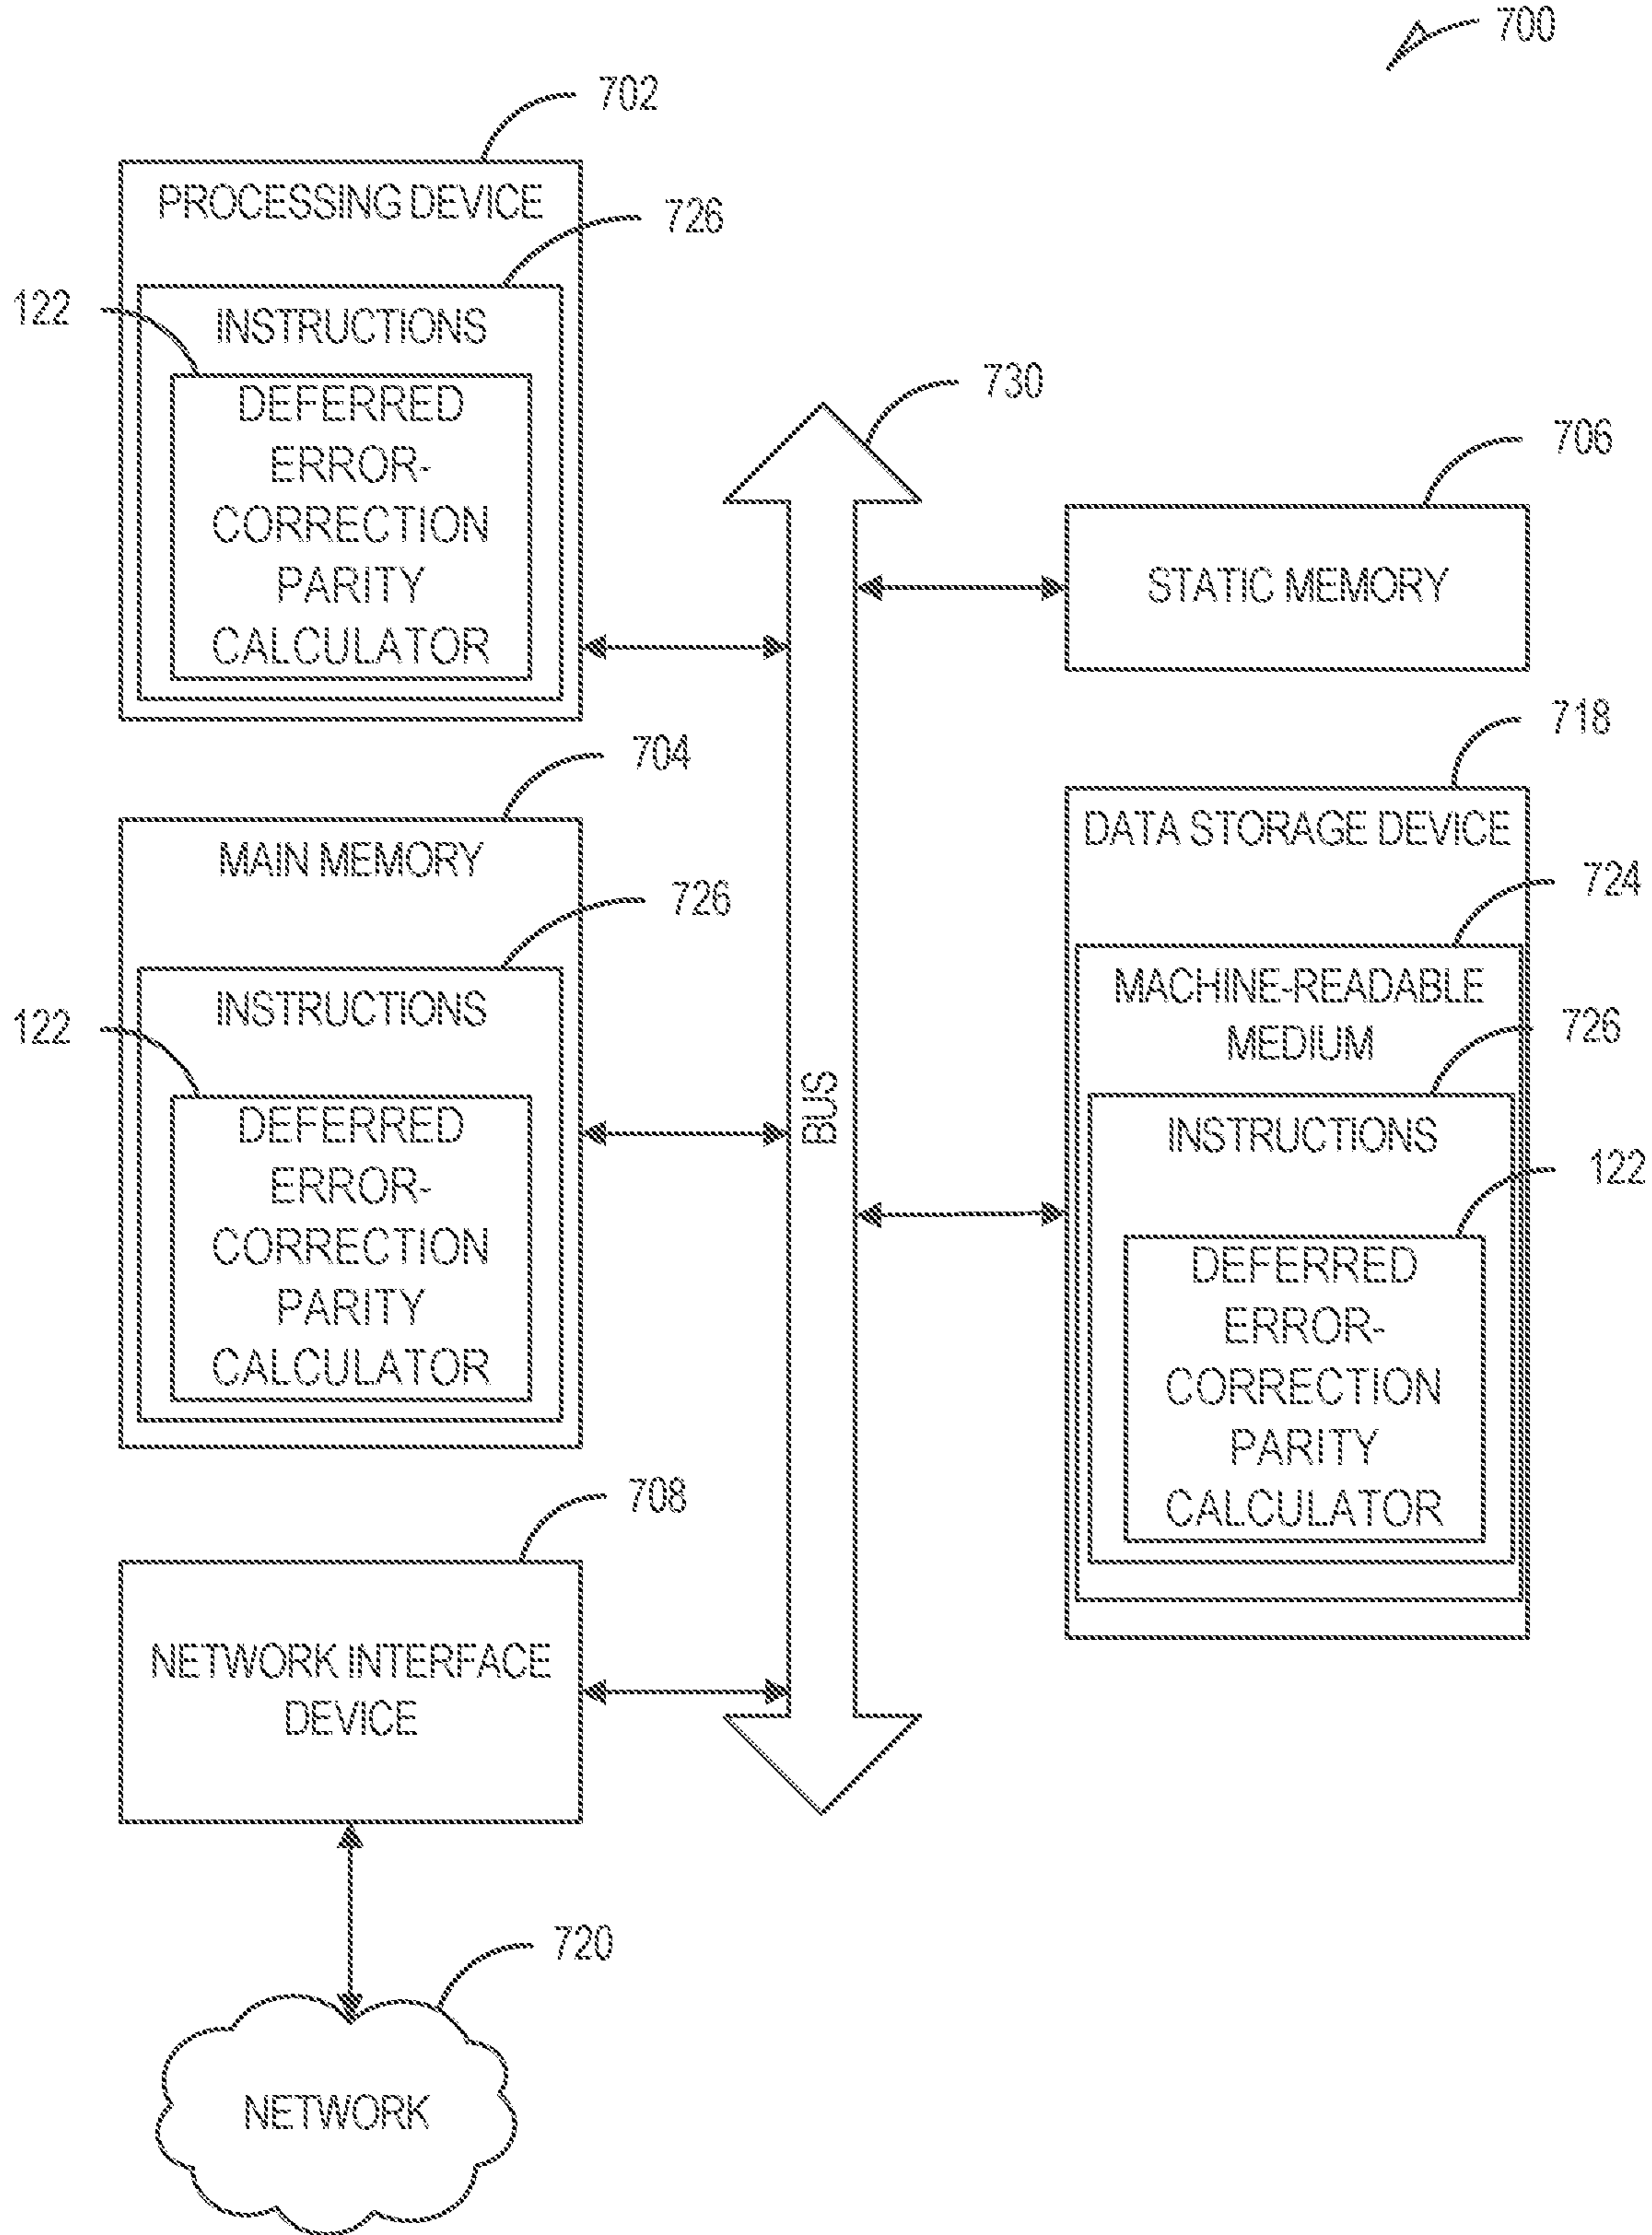 700
702
PROCESSING DEVICE
726
122
INSTRUCTIONS
DEFERRED
ERROR-
CORRECTION
PARITY
CALCULATOR
730
706
STATIC MEMORY
704
MAIN MEMORY
726
122
INSTRUCTIONS
DEFERRED
ERROR-
CORRECTION
PARITY
CALCULATOR
BUS
718
DATA STORAGE DEVICE
724
MACHINE-READABLE
MEDIUM
726
INSTRUCTIONS
122
DEFERRED
ERROR-
CORRECTION
PARITY
CALCULATOR
708
NETWORK INTERFACE
DEVICE
720
NETWORK